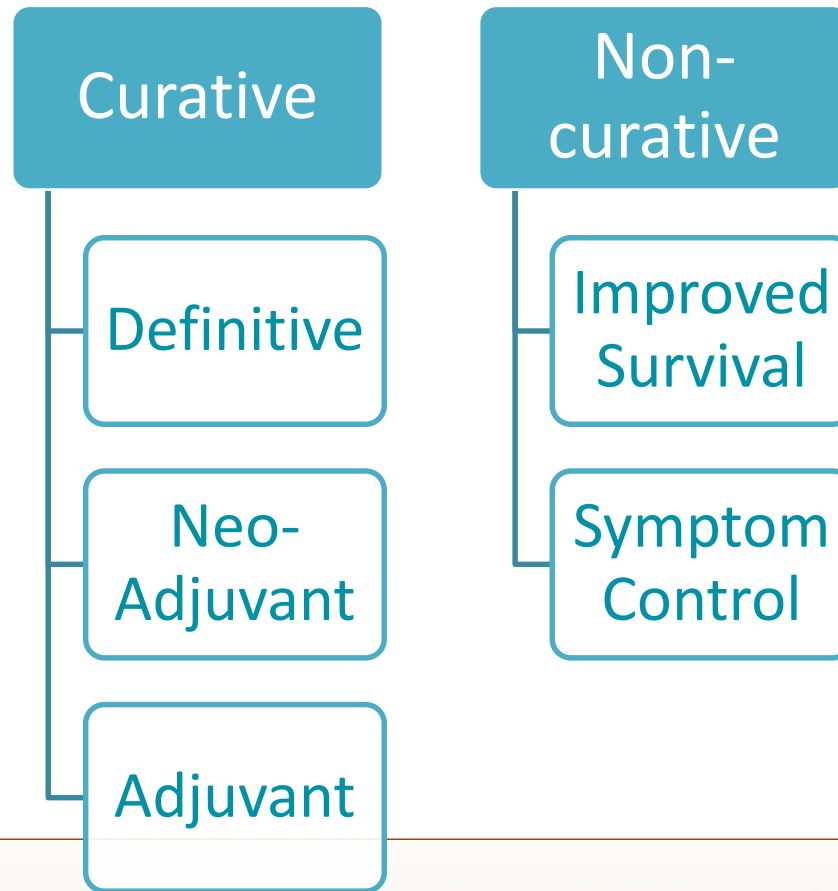 Curative
Definitive
Neo-
Adjuvant
Adjuvant
Non-
curative
Improved
Survival
Symptom
Control